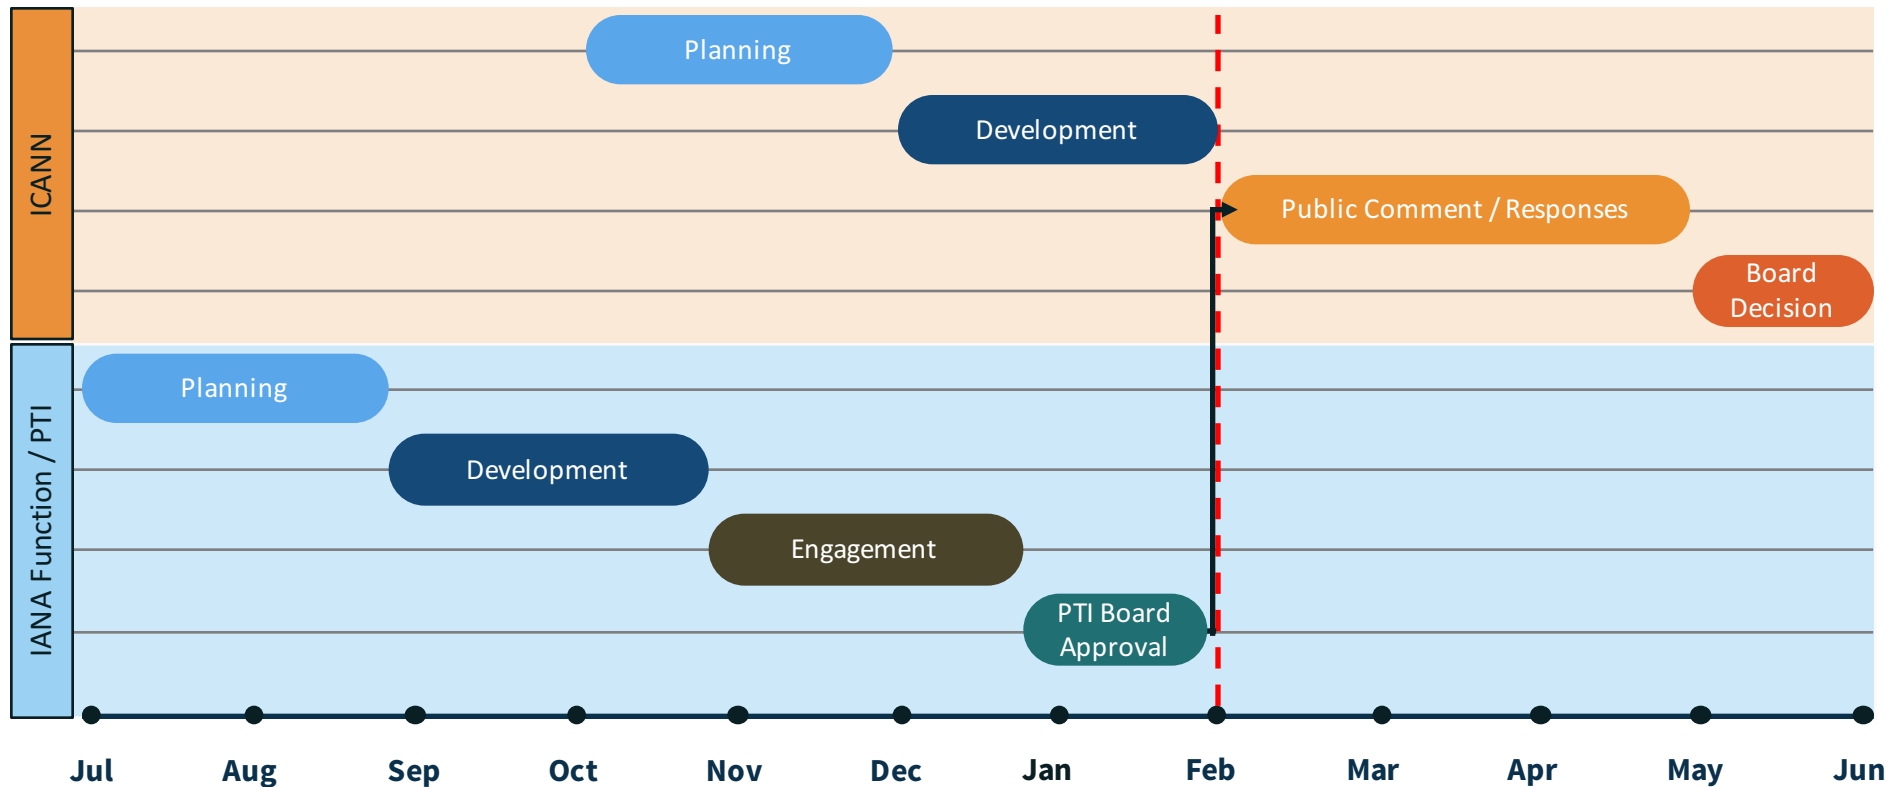 ICANN
Planning
Development
Public Comment / Responses
Board
Decision
IANA Function / PTI
Planning
Development
Engagement
PTI Board
Approval
Jul Aug Sep Oct Nov Dec Jan Feb Mar Apr May Jun